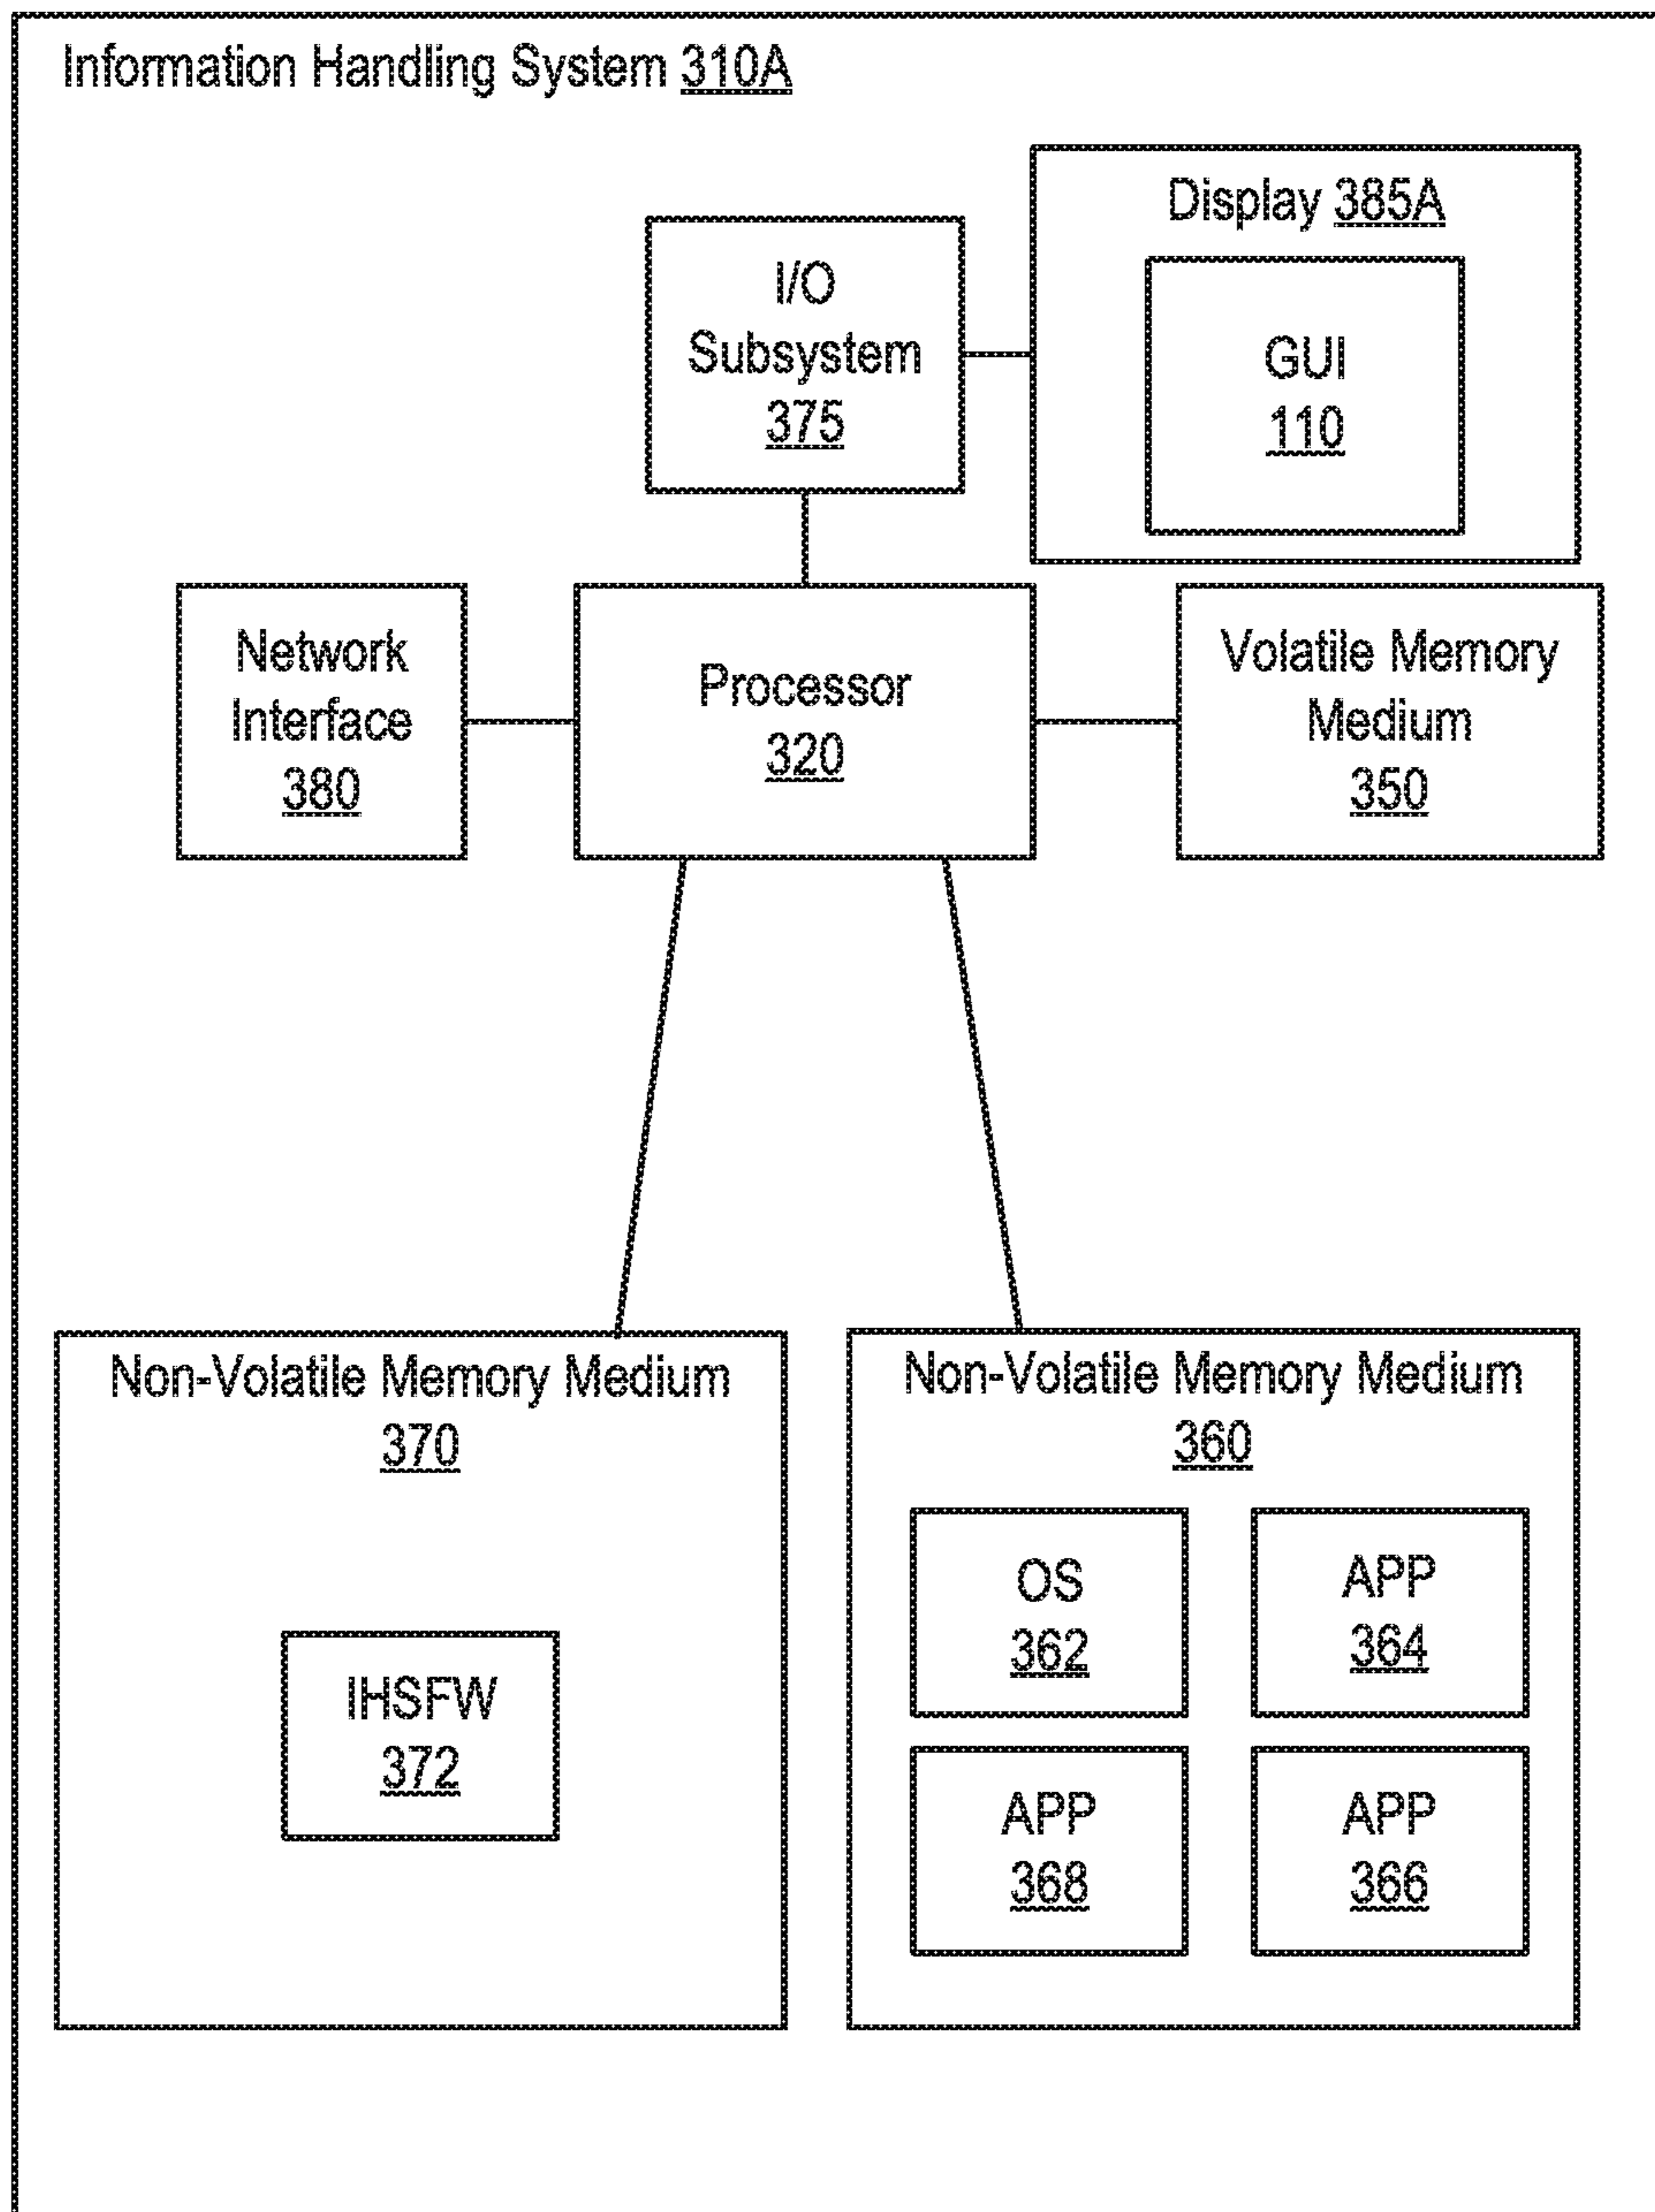 Information Handling System 310A
Display 385A
I/O
Subsystem
375
GUI
110
Network
Interface
380
Processor
320
Volatile Memory
Medium
350
Non-Volatile Memory Medium
370
IHSFW
372
Non-Volatile Memory Medium
360
OS
362
APP
364
APP
368
APP
366